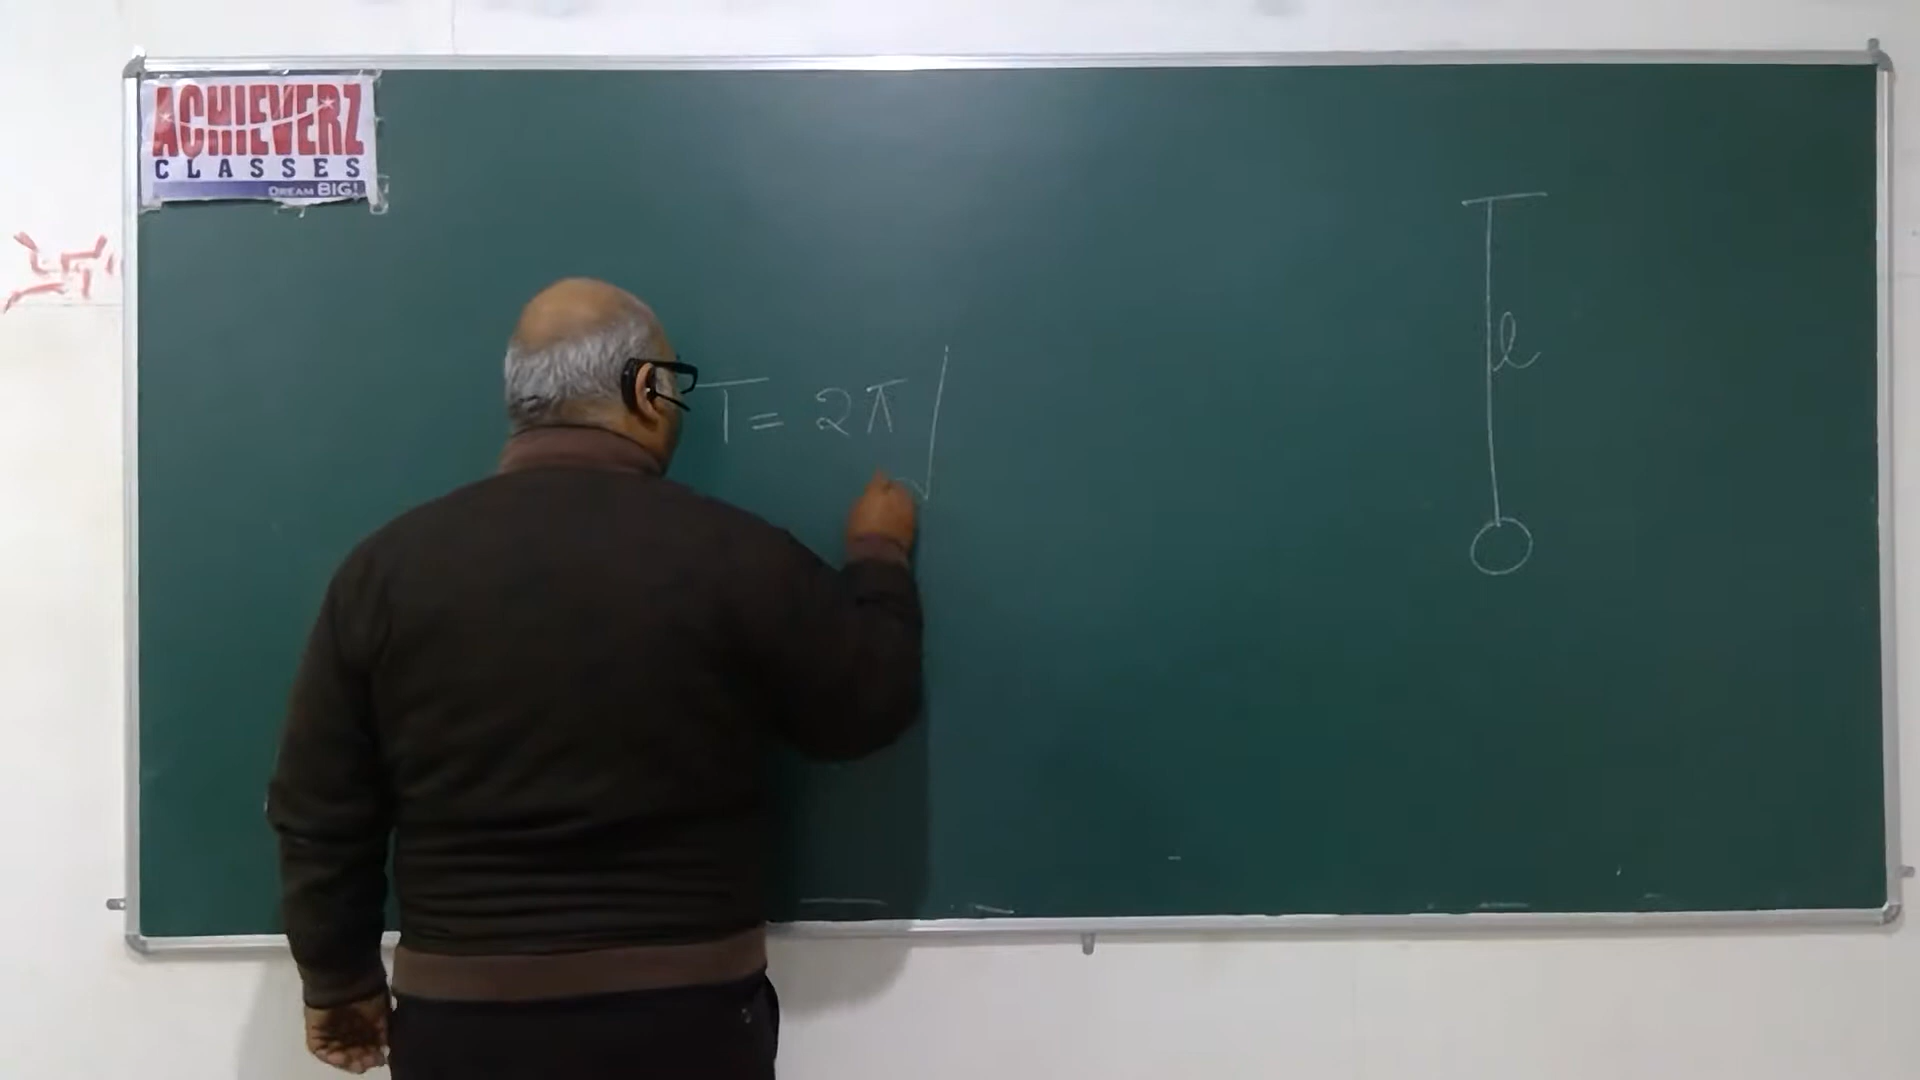 ACHIEVERZ
CLASSES
DREAM BIG!
T = 2π√
l